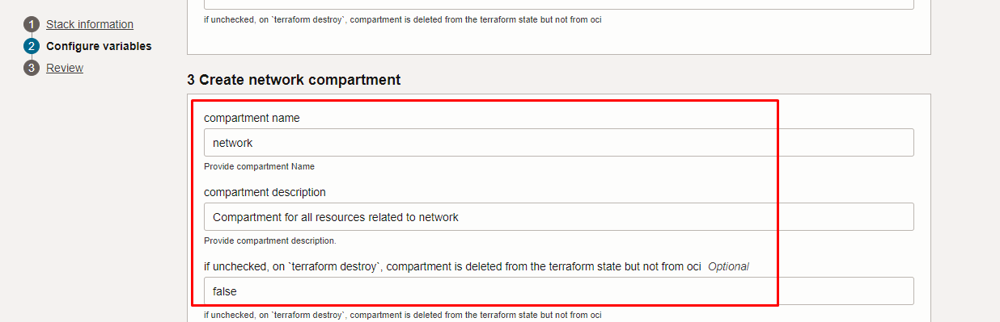 if unchecked, on `terraform destroy`, compartment is deleted from the terraform state but not from oci
1 Stack information
2 Configure variables
3 Review
3 Create network compartment
compartment name
network
Provide compartment Name
compartment description
Compartment for all resources related to network
Provide compartment description.
if unchecked, on `terraform destroy`, compartment is deleted from the terraform state but not from oci Optional
false
if unchecked, on `terraform destroy`, compartment is deleted from the terraform state but not from oci